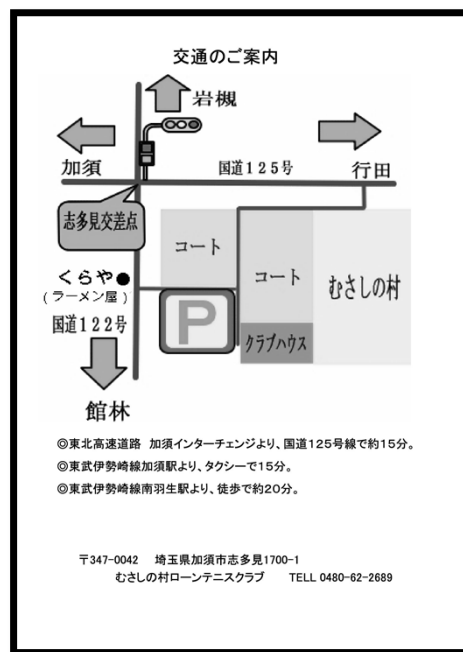 交通のご案内
岩槻
加須
国道125号
行田
志多見交差点
コート
コート
むさしの村
くらや
(ラーメン屋)
P
国道122号
クラブハウス
館林
◎東北高速道路 加須インターチェンジより、国道125号線で約15分。
◎東武伊勢崎線加須駅より、タクシーで15分。
◎東武伊勢崎線南羽生駅より、徒歩で約20分。
〒347-0042 埼玉県加須市志多見1700-1
むさしの村ローンテニスクラブ TELL 0480-62-2689